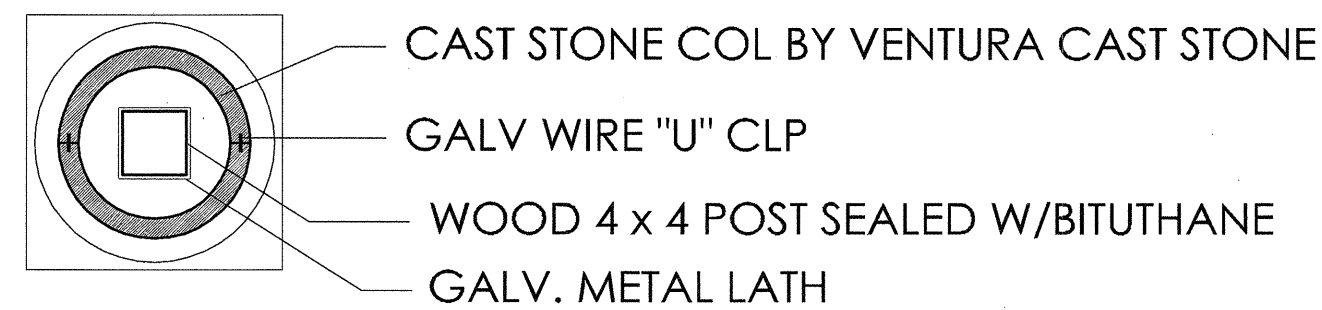 CAST STONE COL BY VENTURA CAST STONE
GALV WIRE "U" CLP
WOOD 4 x 4 POST SEALED W/BITUTHANE
GALV. METAL LATH